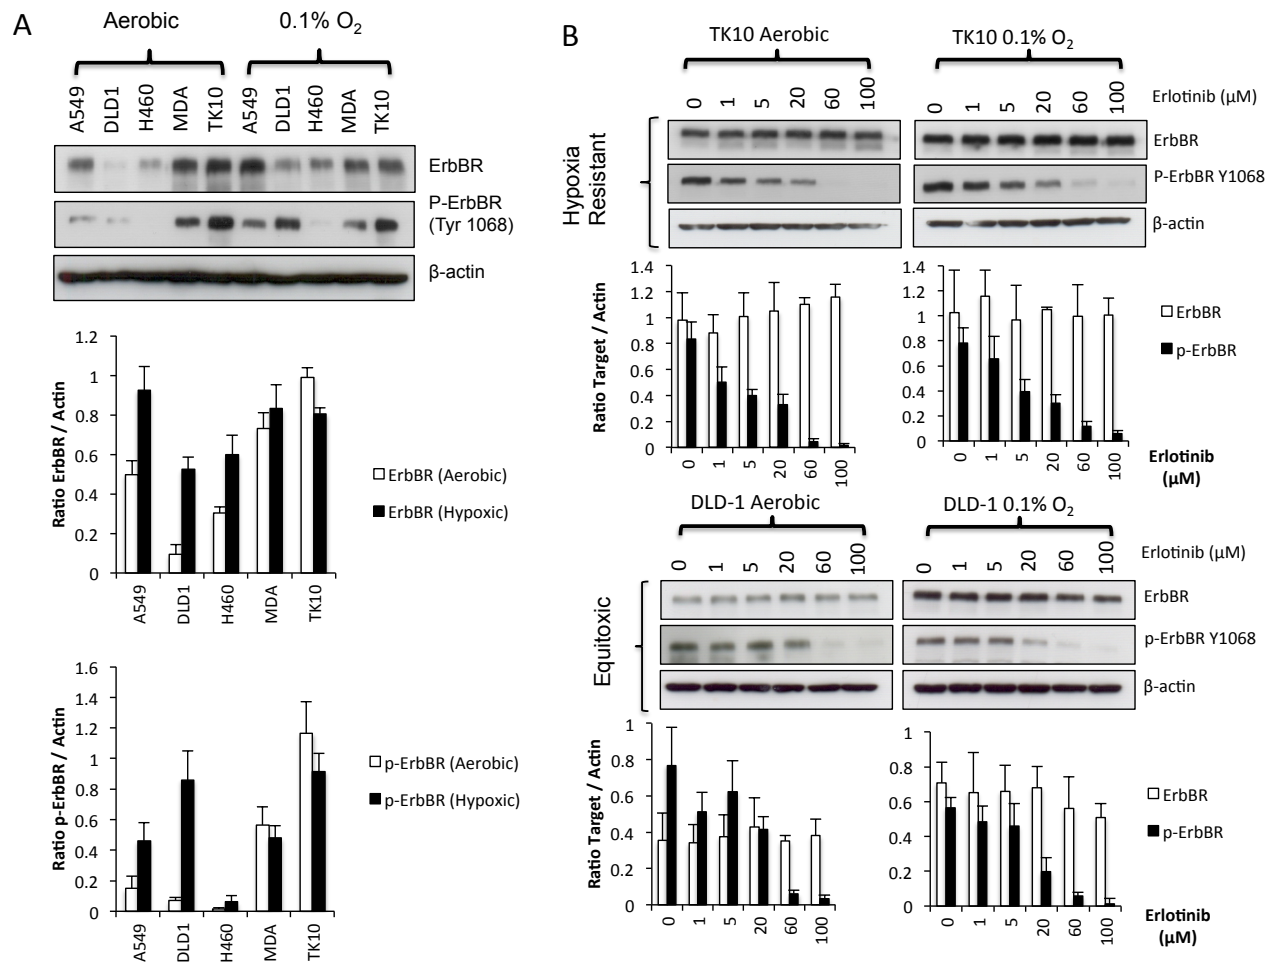 A
Aerobic 0.1% O2
A549 DLD1 H460 MDA TK10 A549 DLD1 H460 MDA TK10
ErbBR
P-ErbBR
(Tyr 1068)
β-actin
Ratio ErbBR / Actin
1.2
1
0.8
0.6
0.4
0.2
0
A549 DLD1 H460 MDA TK10
ErbBR (Aerobic)
ErbBR (Hypoxic)
Ratio p-ErbBR / Actin
1.6
1.4
1.2
1
0.8
0.6
0.4
0.2
0
A549 DLD1 H460 MDA TK10
p-ErbBR (Aerobic)
p-ErbBR (Hypoxic)
B
TK10 Aerobic TK10 0.1% O2
0 1 5 20 60 100 0 1 5 20 60 100 Erlotinib (μM)
Hypoxia
Resistant
ErbBR
P-ErbBR Y1068
β-actin
Ratio Target / Actin
1.4
1.2
1
0.8
0.6
0.4
0.2
0
0 1 5 20 60 100
1.4
1.2
1
0.8
0.6
0.4
0.2
0
0 1 5 20 60 100
ErbBR
p-ErbBR
Erlotinib
(μM)
DLD-1 Aerobic DLD-1 0.1% O2
0 1 5 20 60 100 0 1 5 20 60 100 Erlotinib (μM)
Equitoxic
ErbBR
p-ErbBR Y1068
β-actin
Ratio Target / Actin
1
0.8
0.6
0.4
0.2
0
0 1 5 20 60 100
1
0.8
0.6
0.4
0.2
0
0 1 5 20 60 100
ErbBR
p-ErbBR
Erlotinib
(μM)